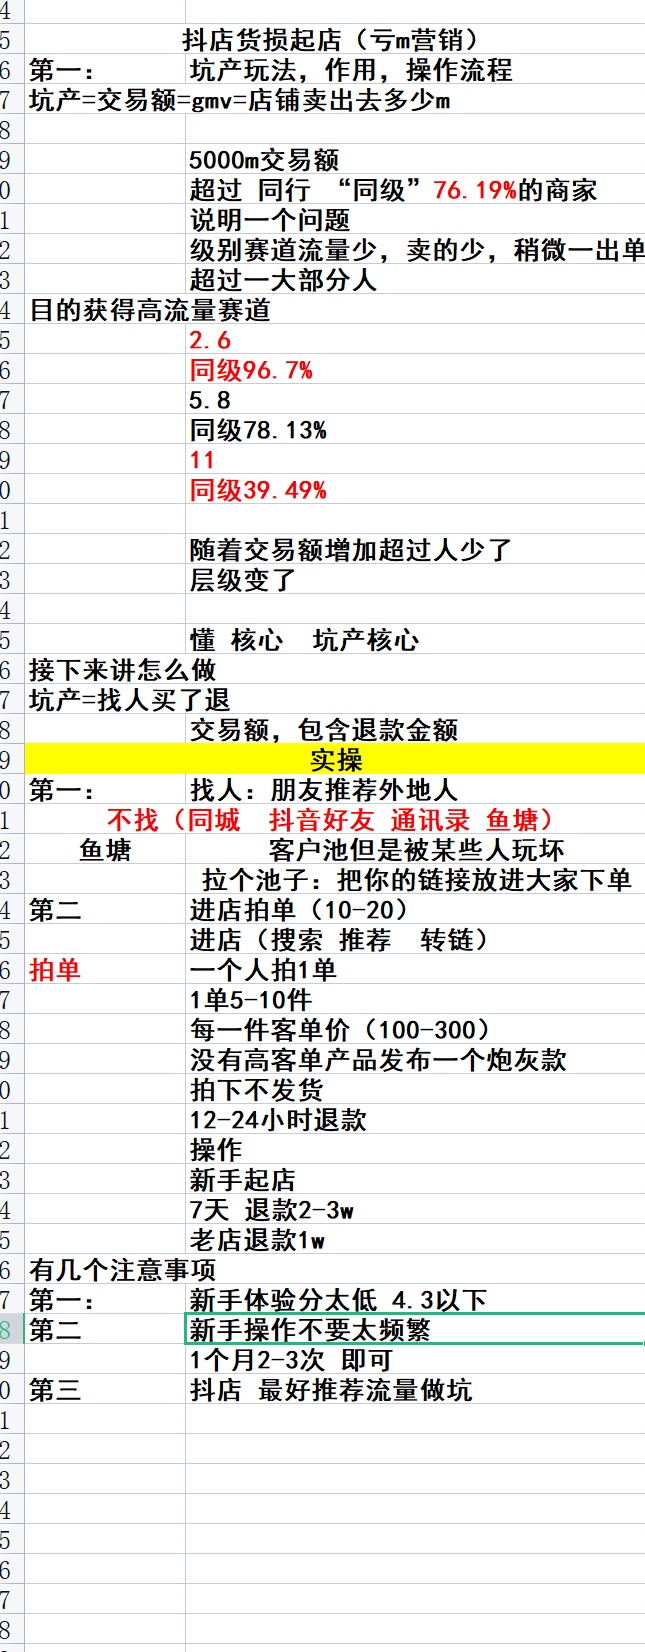 4
5 抖店货损起店（亏m营销）
6 第一： 坑产玩法，作用，操作流程
7 坑产=交易额=gmv=店铺卖出去多少m
8
9 5000m交易额
0 超过 同行 “同级”76.19%的商家
1 说明一个问题
2 级别赛道流量少，卖的少，稍微一出单
3 超过一大部分人
4 目的获得高流量赛道
5 2.6
6 同级96.7%
7 5.8
8 同级78.13%
9 11
0 同级39.49%
1
2 随着交易额增加超过人少了
3 层级变了
4
5 懂 核心 坑产核心
6 接下来讲怎么做
7 坑产=找人买了退
8 交易额，包含退款金额
9 实操
0 第一： 找人：朋友推荐外地人
1 不找（同城 抖音好友 通讯录 鱼塘）
2 鱼塘 客户池但是被某些人玩坏
3 拉个池子：把你的链接放进大家下单
4 第二 进店拍单（10-20）
5 进店（搜索 推荐 转链）
6 拍单 一个人拍1单
7 1单5-10件
8 每一件客单价（100-300）
9 没有高客单产品发布一个炮灰款
0 拍下不发货
1 12-24小时退款
2 操作
3 新手起店
4 7天 退款2-3w
5 老店退款1w
6 有几个注意事项
7 第一： 新手体验分太低 4.3以下
8 第二 新手操作不要太频繁
9 1个月2-3次 即可
0 第三 抖店 最好推荐流量做坑
1
2
3
4
5
6
7
8